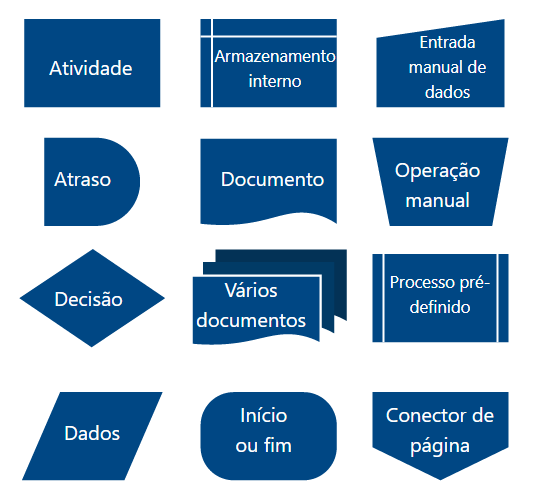 Atividade
Armazenamento
interno
Entrada
manual de
dados
Atraso
Documento
Operação
manual
Decisão
Vários
documentos
Processo pré-
definido
Dados
Início
ou fim
Conector de
página